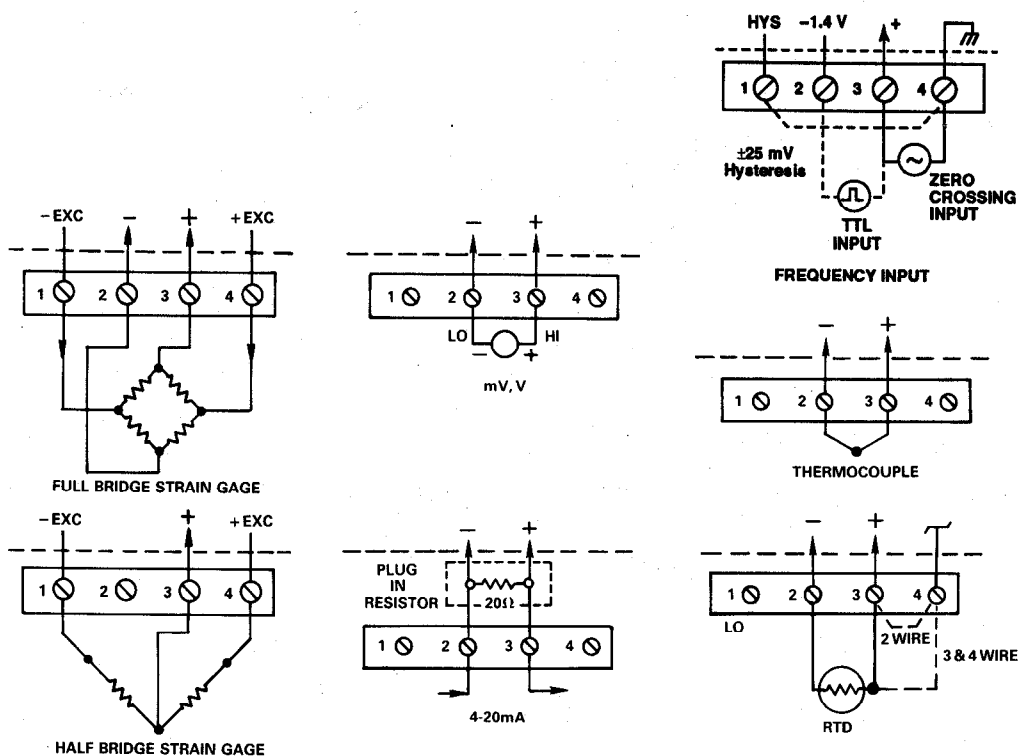 HYS -1.4 V +
1 2 3 4
±25 mV
Hysteresis
ZERO
CROSSING
INPUT
TTL
INPUT
FREQUENCY INPUT
-EXC - + +EXC
1 2 3 4
FULL BRIDGE STRAIN GAGE
- +
1 2 3 4
LO HI
- +
mV, V
- +
1 2 3 4
THERMOCOUPLE
-EXC + +EXC
1 2 3 4
HALF BRIDGE STRAIN GAGE
- +
PLUG
IN
RESISTOR
20Ω
1 2 3 4
4-20mA
- +
1 2 3 4
LO
2 WIRE
3 & 4 WIRE
RTD